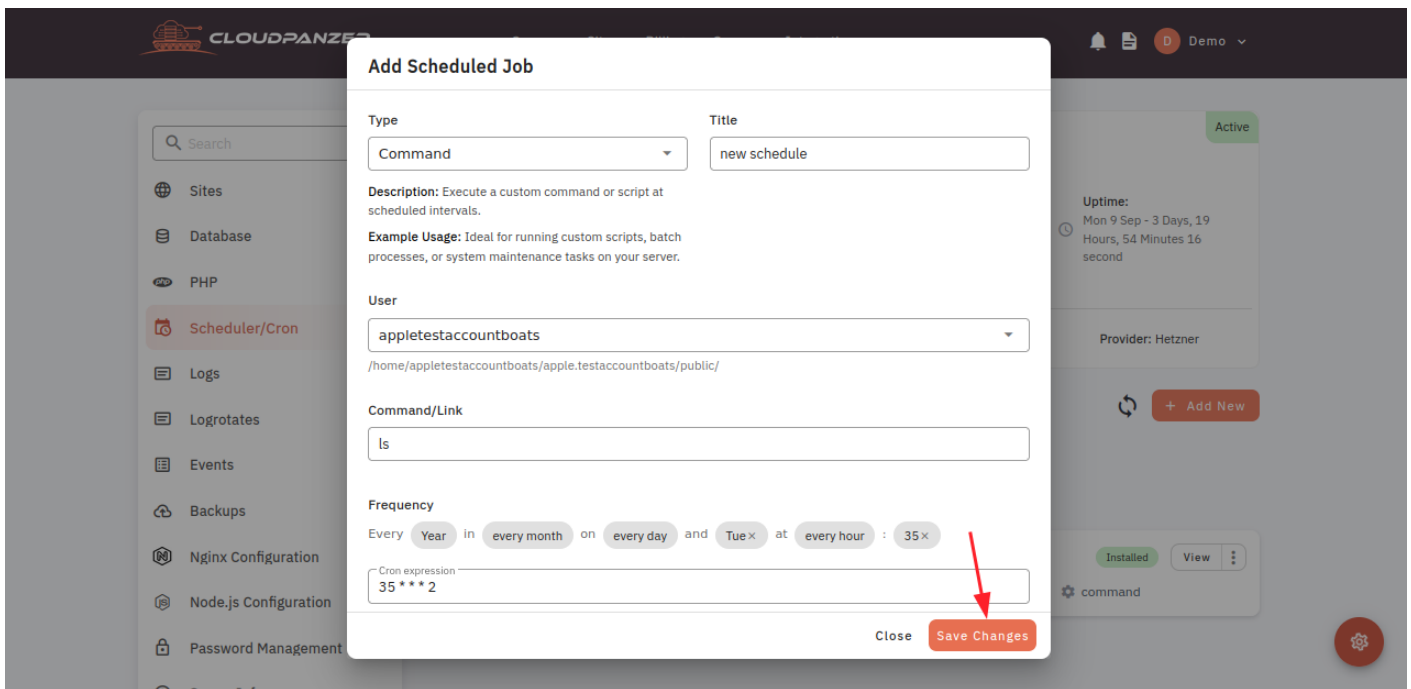 CLOUDPANZER
D Demo
Add Scheduled Job
Type
Title
Command
new schedule
Description: Execute a custom command or script at
scheduled intervals.
Example Usage: Ideal for running custom scripts, batch
processes, or system maintenance tasks on your server.
User
appletestaccountboats
/home/appletestaccountboats/apple.testaccountboats/public/
Command/Link
ls
Frequency
Every Year in every month on every day and Tue× at every hour : 35×
Cron expression
35 * * * 2
Close Save Changes
Search
Sites
Database
php PHP
Scheduler/Cron
Logs
Logrotates
Events
Backups
N Nginx Configuration
JS Node.js Configuration
Password Management
Active
Uptime:
Mon 9 Sep - 3 Days, 19
Hours, 54 Minutes 16
second
Provider: Hetzner
+ Add New
Installed View
command